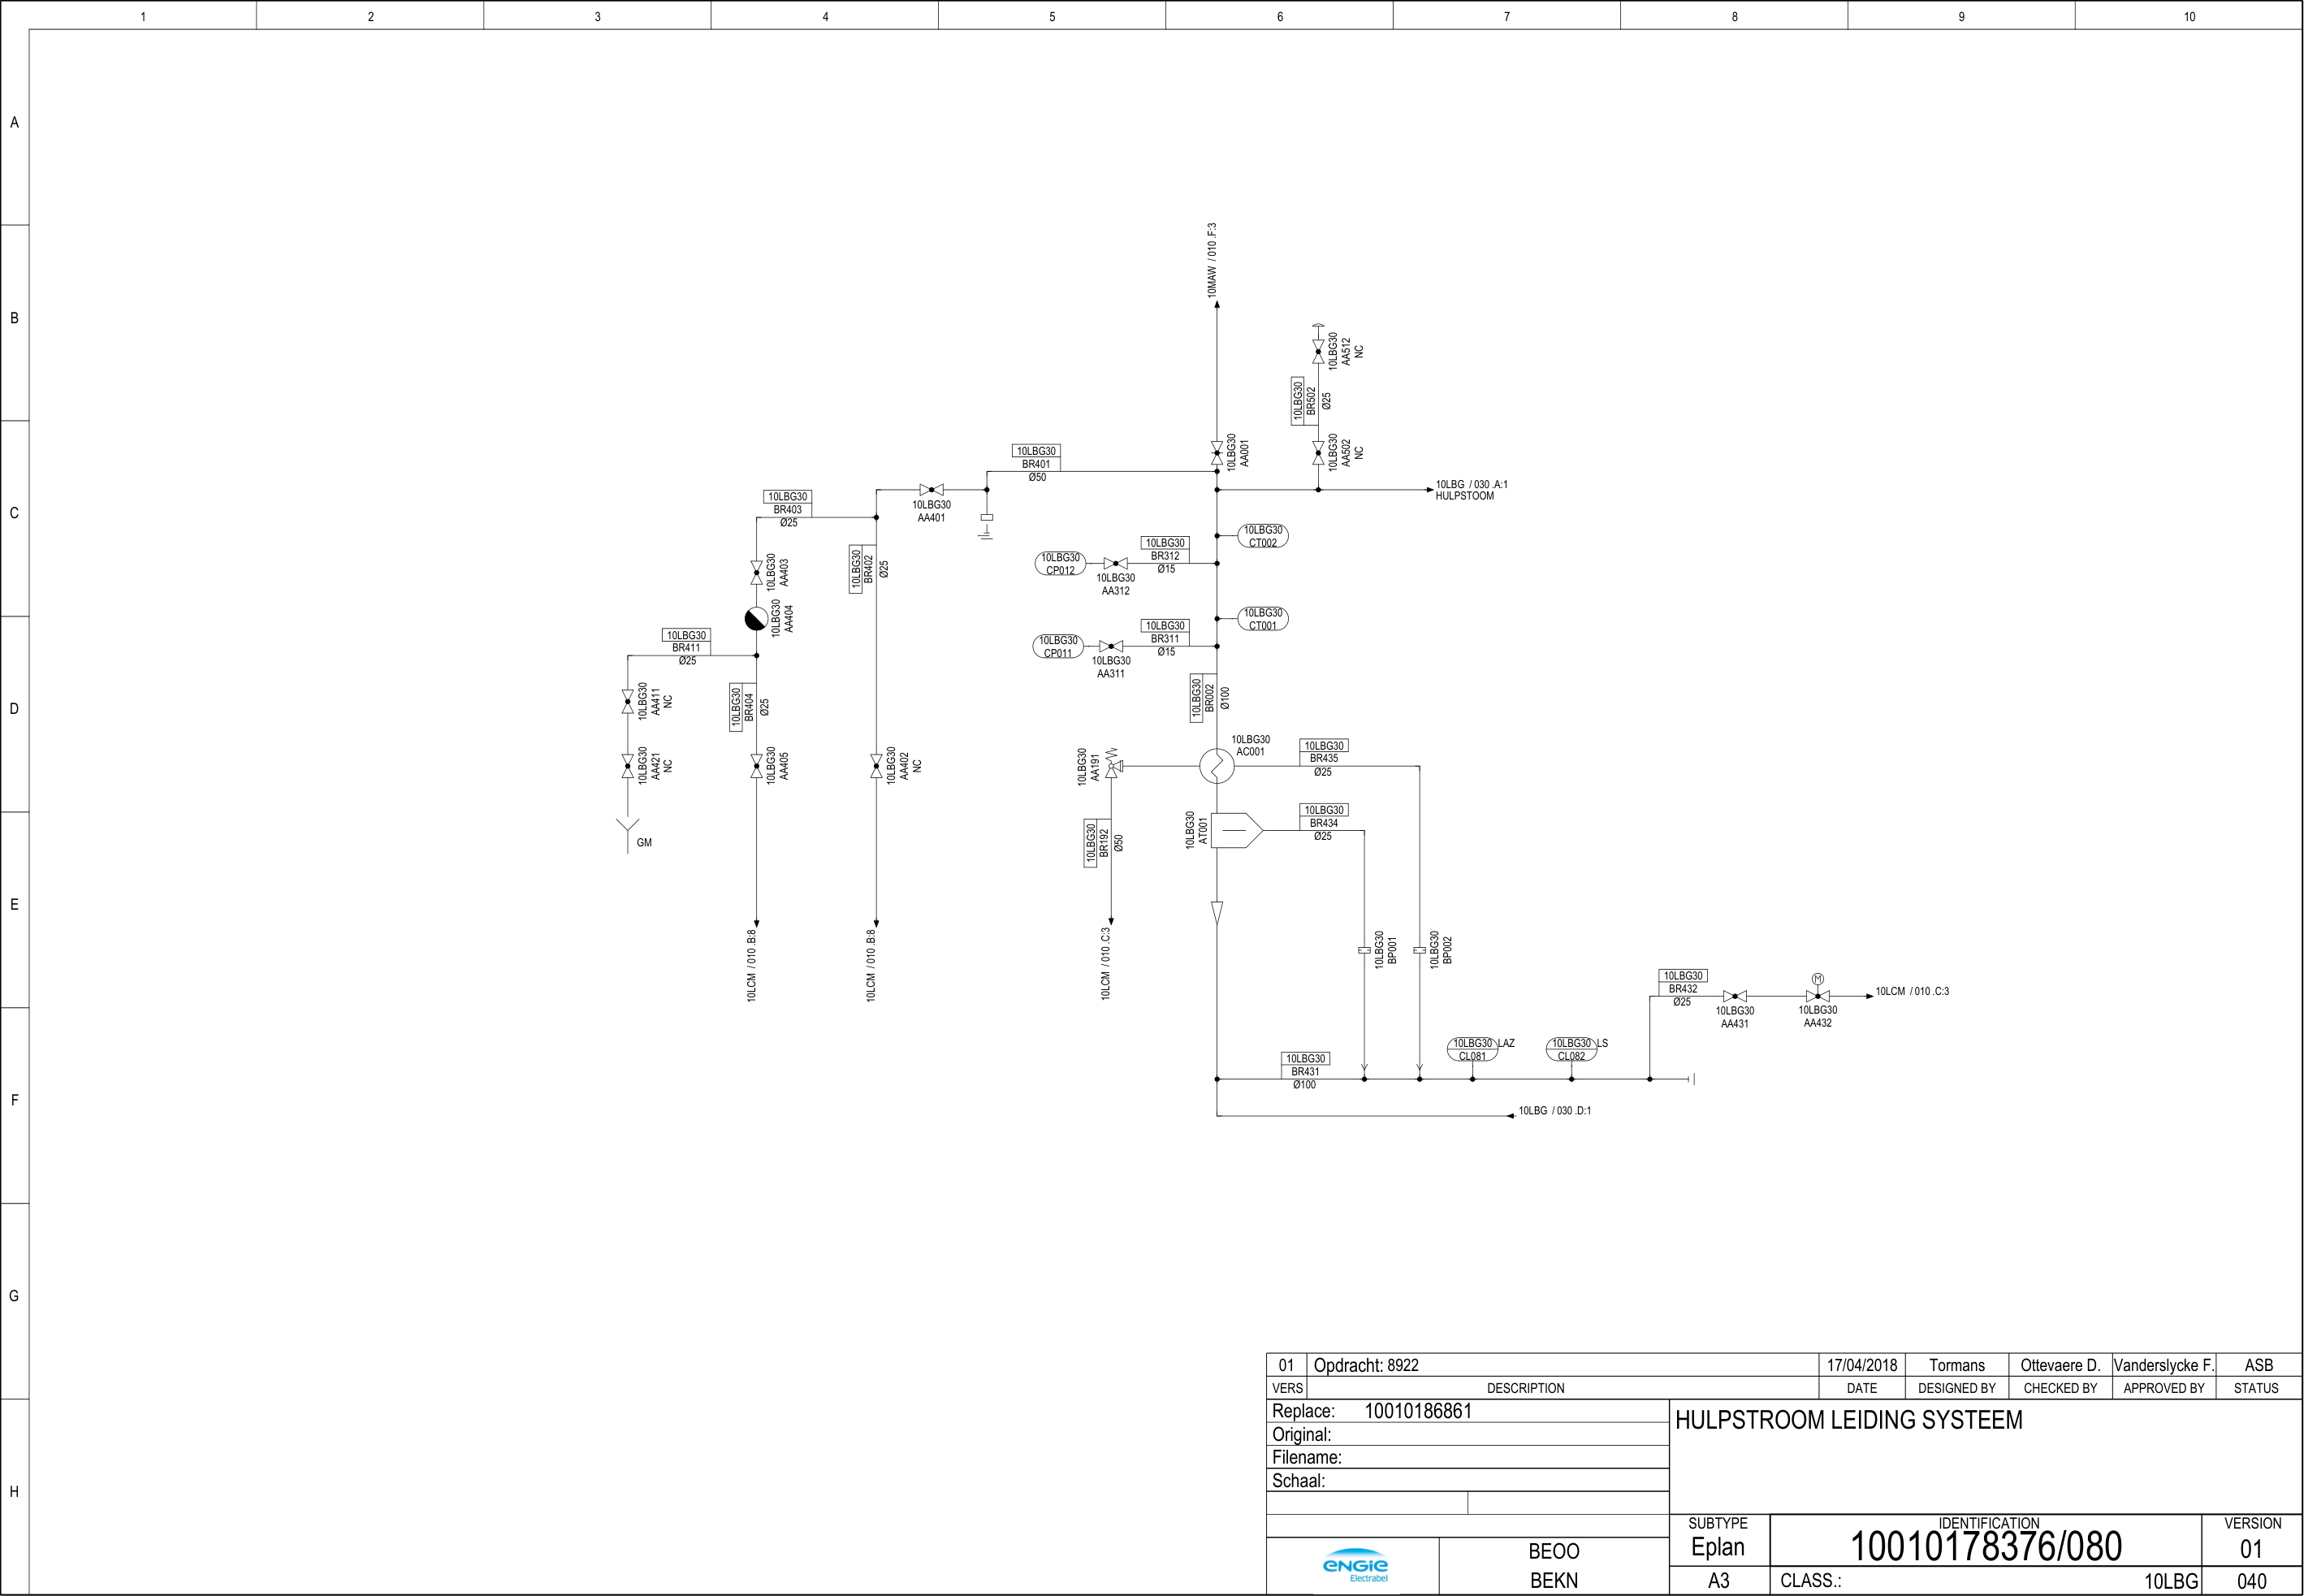 1 2 3 4 5 6 7 8 9 10
A
B
C
D
E
F
G
H
10MAW / 010 .F:3
10LBG30
AA512
NC
10LBG30
BR502
Ø25
10LBG30
AA502
NC
10LBG30
AA001
10LBG30
BR401
Ø50
10LBG / 030 .A:1
HULPSTOOM
10LBG30
BR403
Ø25
10LBG30
AA401
10LBG30
CT002
10LBG30
BR312
Ø15
10LBG30
CP012
10LBG30
AA312
10LBG30
AA403
10LBG30
BR402
Ø25
10LBG30
AA404
10LBG30
CT001
10LBG30
BR311
Ø15
10LBG30
CP011
10LBG30
AA311
10LBG30
BR411
Ø25
10LBG30
AA411
NC
10LBG30
BR404
Ø25
10LBG30
BR002
Ø100
10LBG30
AA421
NC
10LBG30
AA405
10LBG30
AA402
NC
10LBG30
AA191
10LBG30
AC001
10LBG30
BR435
Ø25
10LBG30
BR434
Ø25
10LBG30
AT001
10LBG30
BR192
Ø50
GM
10LCM / 010 .B:8
10LCM / 010 .B:8
10LCM / 010 .C:3
10LBG30
BP001
10LBG30
BP002
10LBG30
BR432
Ø25
M
10LBG30
AA431
10LBG30
AA432
10LCM / 010 .C:3
10LBG30 LAZ
CL081
10LBG30 LS
CL082
10LBG30
BR431
Ø100
10LBG / 030 .D:1
01 Opdracht: 8922 17/04/2018 Tormans Ottevaere D. Vanderslycke F. ASB
VERS DESCRIPTION DATE DESIGNED BY CHECKED BY APPROVED BY STATUS
Replace: 10010186861
Original:
Filename:
Schaal:
HULPSTROOM LEIDING SYSTEEM
ENGIE
Electrabel
BEOO
BEKN
SUBTYPE
Eplan
A3
IDENTIFICATION
10010178376/080
CLASS.: 10LBG
VERSION
01
040